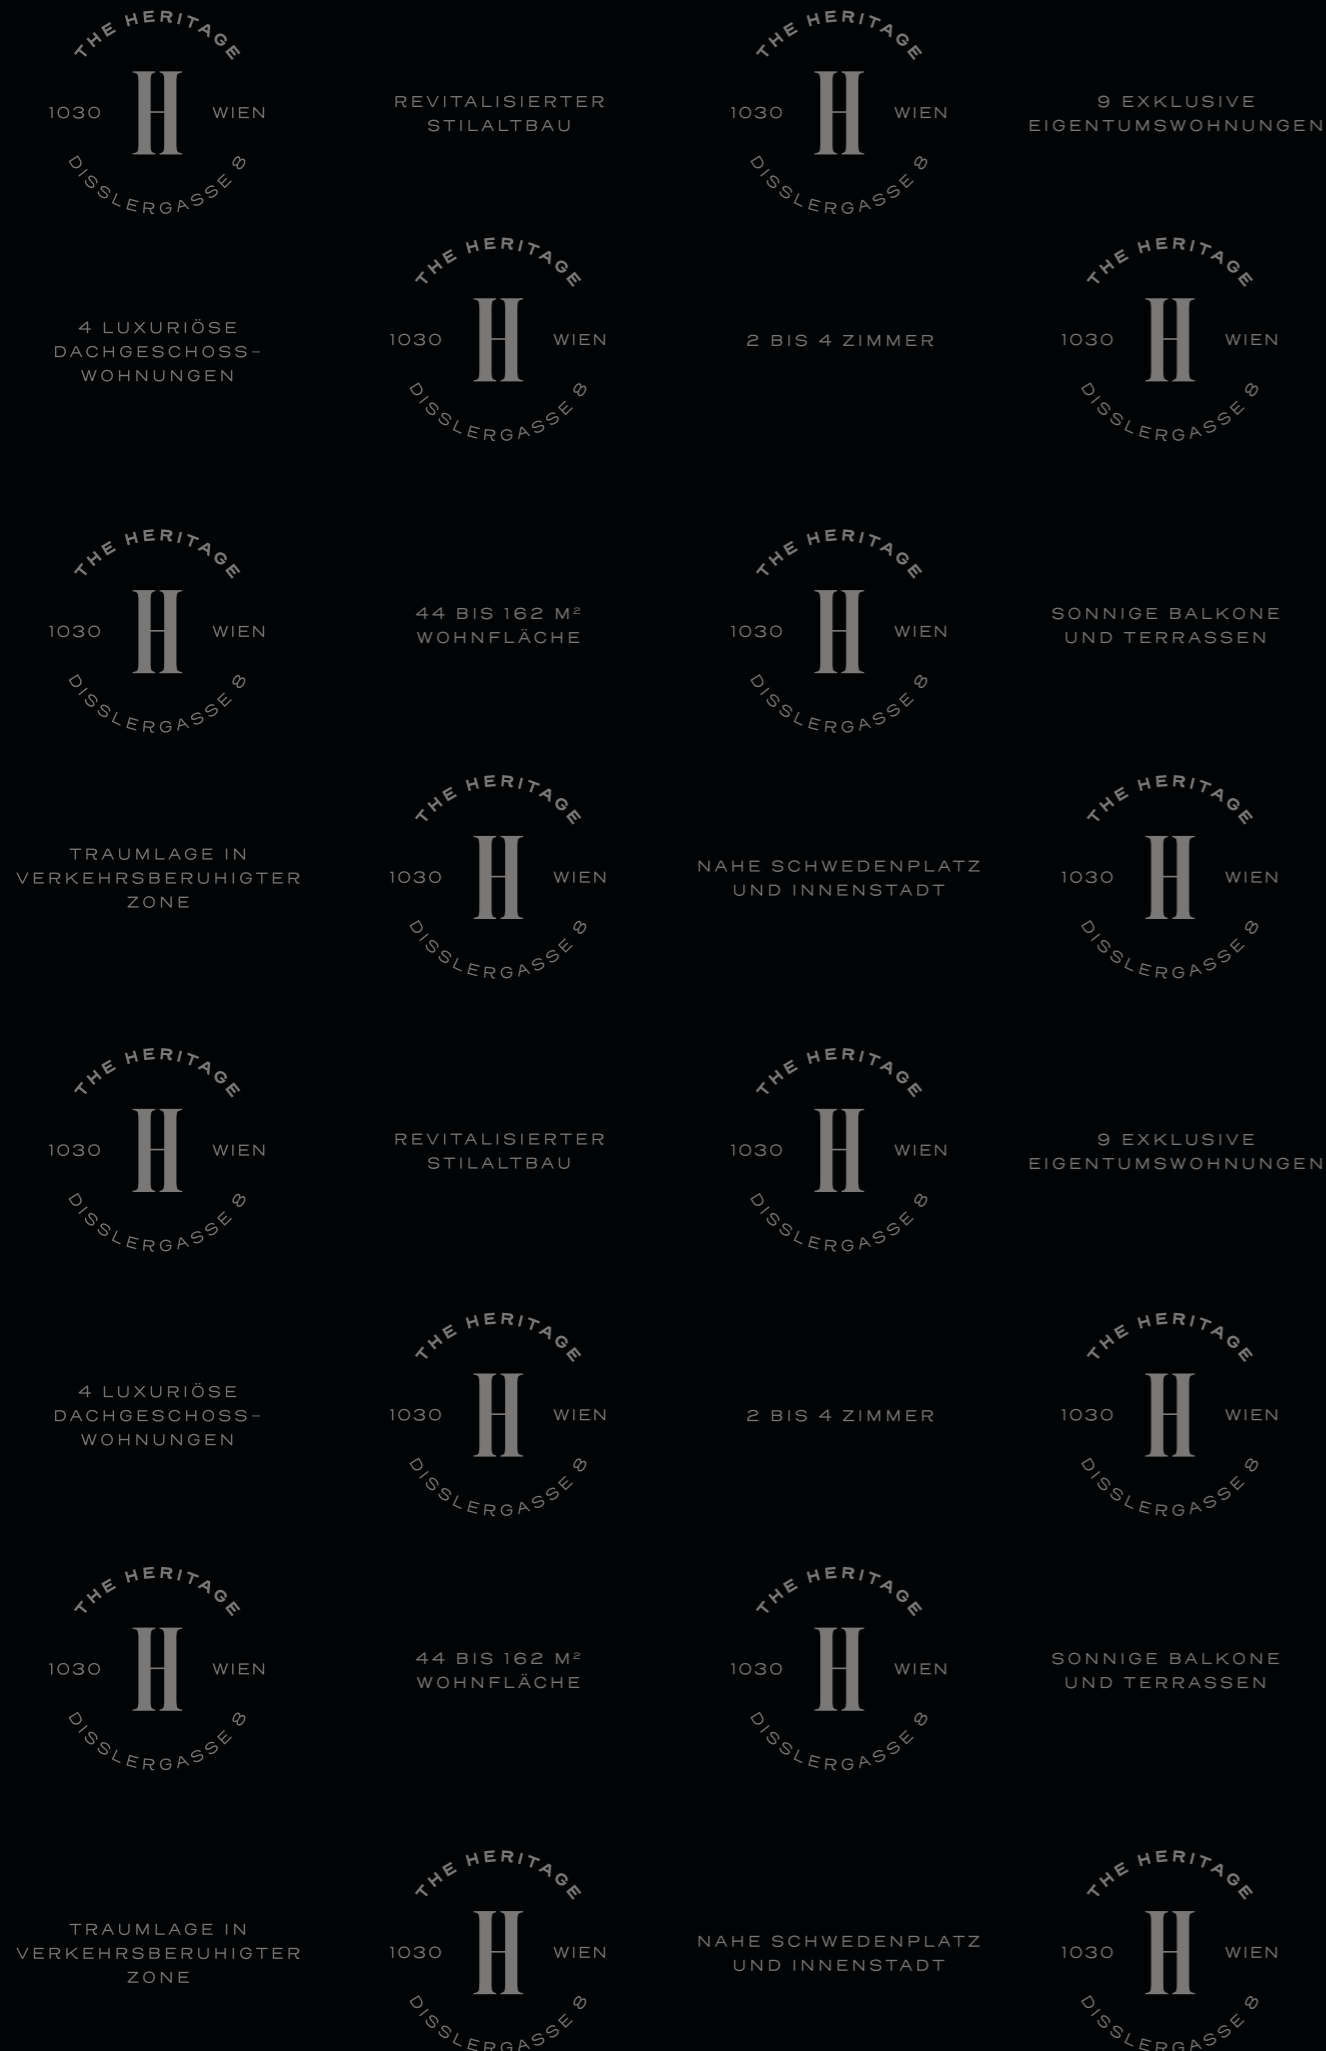 THE HERITAGE
1030 H WIEN
DISSLERGASSE 8
REVITALISIERTER
STILALTBAU
THE HERITAGE
1030 H WIEN
DISSLERGASSE 8
9 EXKLUSIVE
EIGENTUMSWOHNUNGEN
4 LUXURIÖSE
DACHGESCHOSS-
WOHNUNGEN
THE HERITAGE
1030 H WIEN
DISSLERGASSE 8
2 BIS 4 ZIMMER
THE HERITAGE
1030 H WIEN
DISSLERGASSE 8
THE HERITAGE
1030 H WIEN
DISSLERGASSE 8
44 BIS 162 M²
WOHNFLÄCHE
THE HERITAGE
1030 H WIEN
DISSLERGASSE 8
SONNIGE BALKONE
UND TERRASSEN
TRAUMLAGE IN
VERKEHRSBERUHIGTER
ZONE
THE HERITAGE
1030 H WIEN
DISSLERGASSE 8
NAHE SCHWEDENPLATZ
UND INNENSTADT
THE HERITAGE
1030 H WIEN
DISSLERGASSE 8
THE HERITAGE
1030 H WIEN
DISSLERGASSE 8
REVITALISIERTER
STILALTBAU
THE HERITAGE
1030 H WIEN
DISSLERGASSE 8
9 EXKLUSIVE
EIGENTUMSWOHNUNGEN
4 LUXURIÖSE
DACHGESCHOSS-
WOHNUNGEN
THE HERITAGE
1030 H WIEN
DISSLERGASSE 8
2 BIS 4 ZIMMER
THE HERITAGE
1030 H WIEN
DISSLERGASSE 8
THE HERITAGE
1030 H WIEN
DISSLERGASSE 8
44 BIS 162 M²
WOHNFLÄCHE
THE HERITAGE
1030 H WIEN
DISSLERGASSE 8
SONNIGE BALKONE
UND TERRASSEN
TRAUMLAGE IN
VERKEHRSBERUHIGTER
ZONE
THE HERITAGE
1030 H WIEN
DISSLERGASSE 8
NAHE SCHWEDENPLATZ
UND INNENSTADT
THE HERITAGE
1030 H WIEN
DISSLERGASSE 8